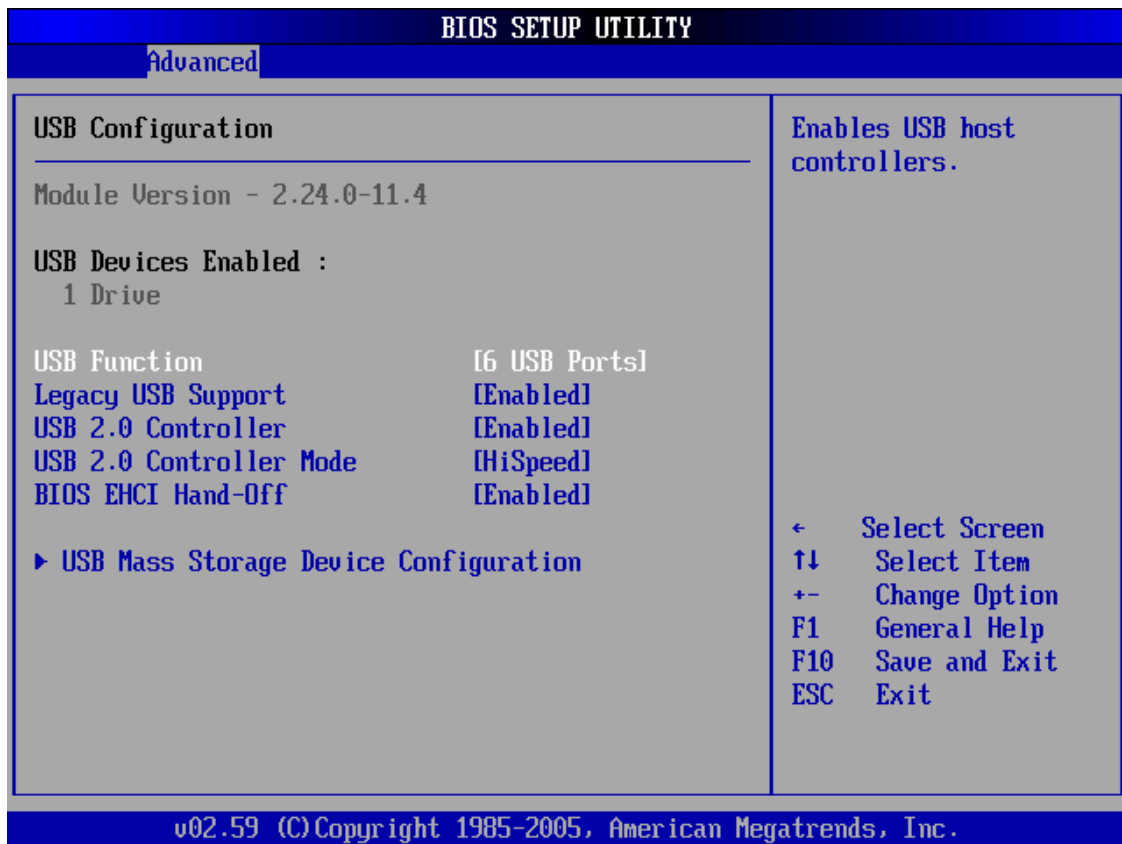 BIOS SETUP UTILITY
Advanced
USB Configuration
Module Version - 2.24.0-11.4
USB Devices Enabled :
1 Drive
USB Function [6 USB Ports]
Legacy USB Support [Enabled]
USB 2.0 Controller [Enabled]
USB 2.0 Controller Mode [HiSpeed]
BIOS EHCI Hand-Off [Enabled]
▶ USB Mass Storage Device Configuration
Enables USB host
controllers.
← Select Screen
↑↓ Select Item
+- Change Option
F1 General Help
F10 Save and Exit
ESC Exit
v02.59 (C)Copyright 1985-2005, American Megatrends, Inc.